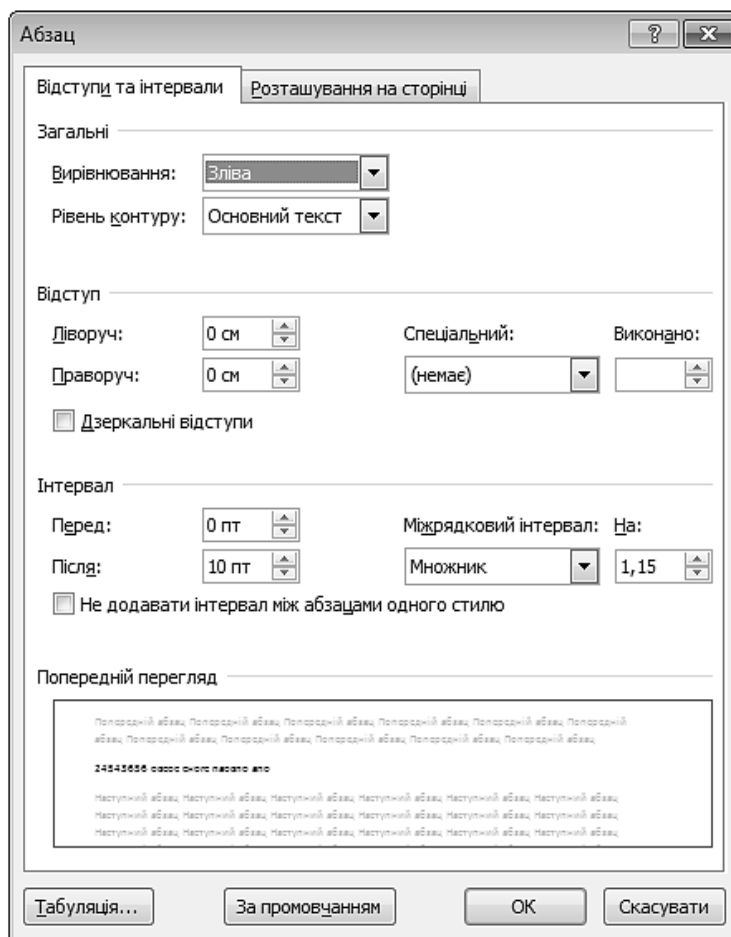 Абзац
Відступи та інтервали Розташування на сторінці
Загальні
Вирівнювання: Зліва
Рівень контуру: Основний текст
Відступ
Ліворуч: 0 см Спеціальний: Виконано:
Праворуч: 0 см (немає)
Дзеркальні відступи
Інтервал
Перед: 0 пт Міжрядковий інтервал: На:
Після: 10 пт Множник 1,15
Не додавати інтервал між абзацами одного стилю
Попередній перегляд
Попередній абзац Попередній абзац Попередній абзац Попередній абзац Попередній абзац Попередній
абзац Попередній абзац Попередній абзац Попередній абзац Попередній абзац Попередній абзац
Наступний абзац Наступний абзац Наступний абзац Наступний абзац Наступний абзац Наступний абзац
Наступний абзац Наступний абзац Наступний абзац Наступний абзац Наступний абзац Наступний абзац
Наступний абзац Наступний абзац Наступний абзац Наступний абзац Наступний абзац Наступний абзац
Табуляція... За промовчанням ОК Скасувати